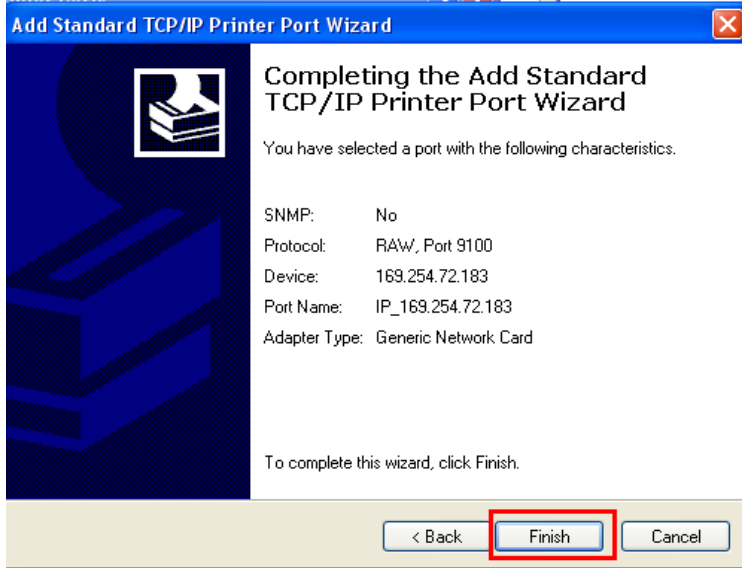 Add Standard TCP/IP Printer Port Wizard
Completing the Add Standard
TCP/IP Printer Port Wizard
You have selected a port with the following characteristics.
SNMP: No
Protocol: RAW, Port 9100
Device: 169.254.72.183
Port Name: IP_169.254.72.183
Adapter Type: Generic Network Card
To complete this wizard, click Finish.
< Back Finish Cancel